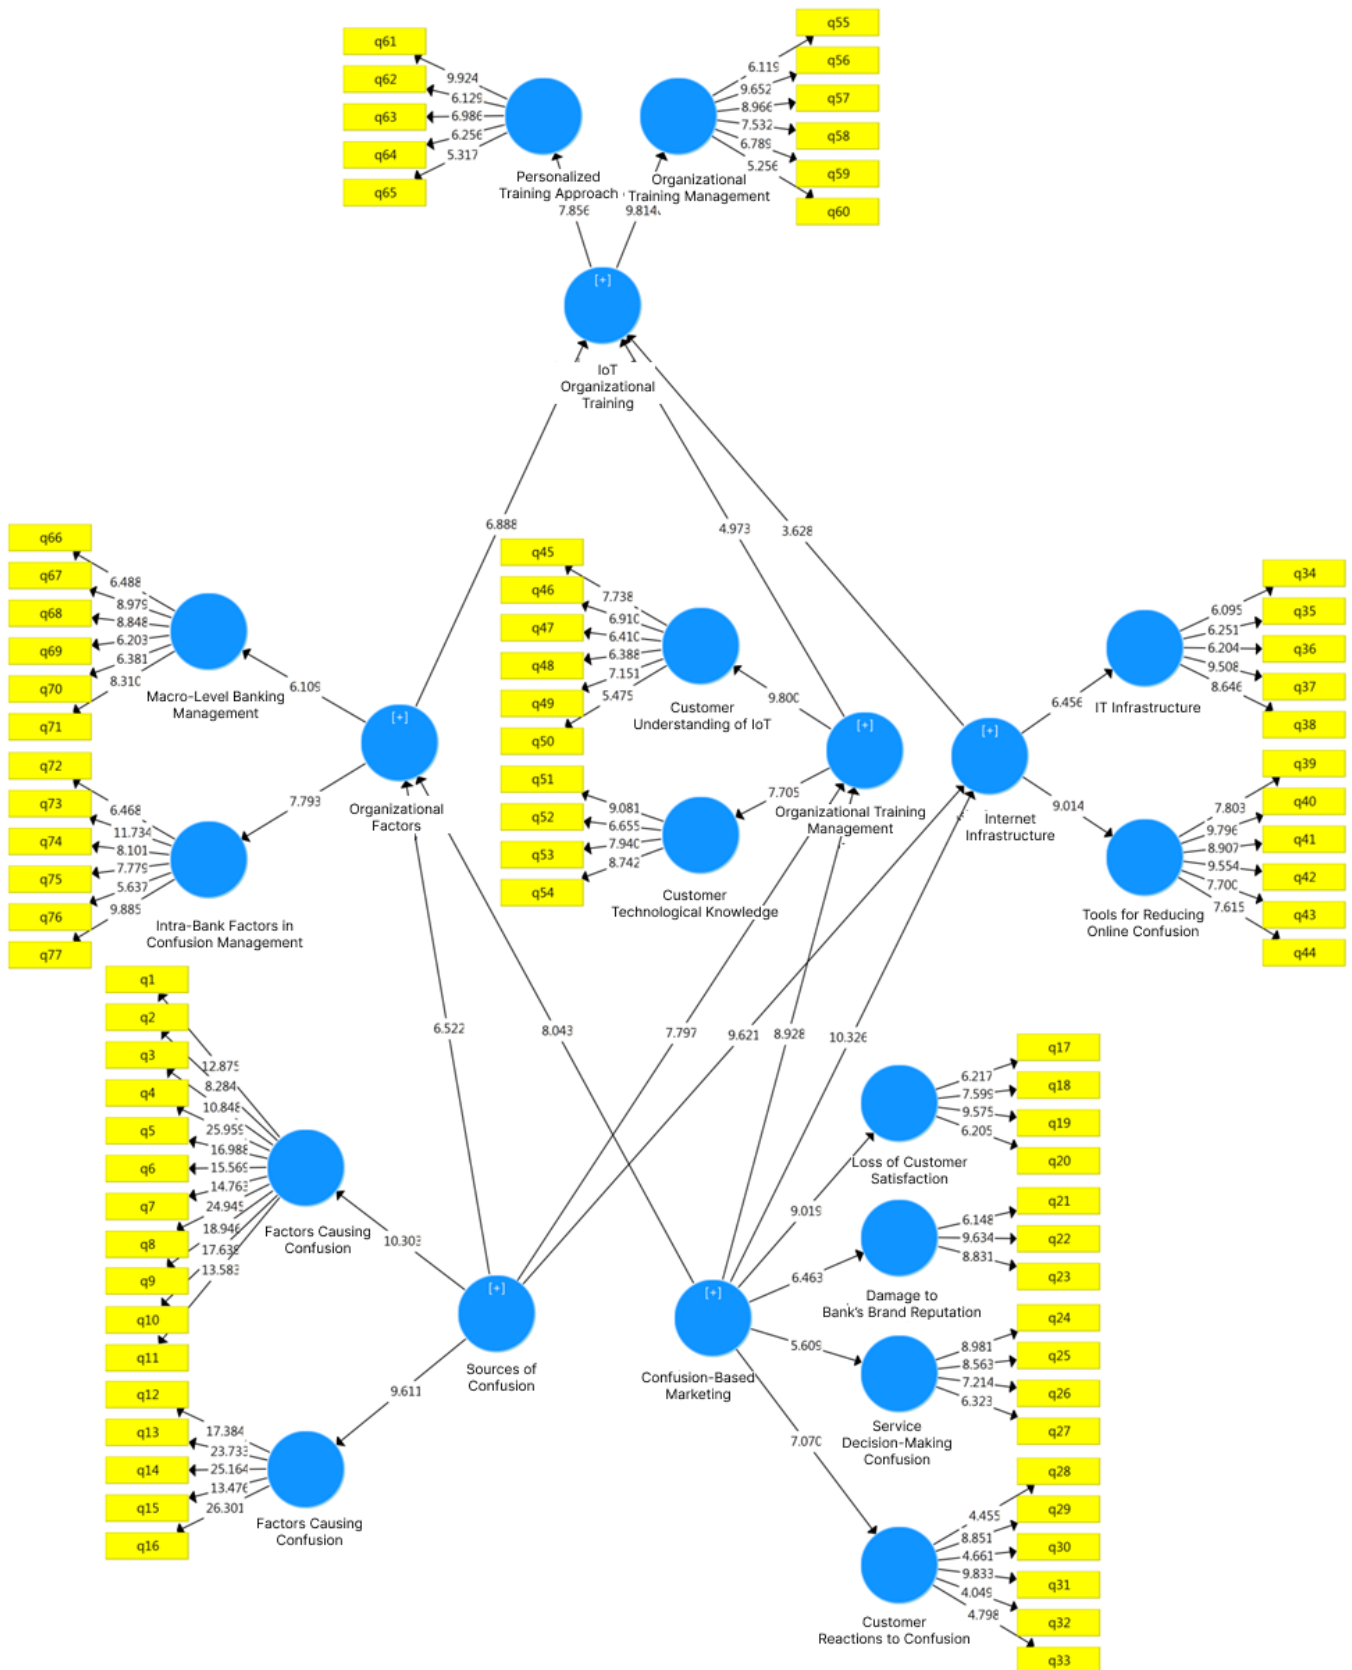 q55
q61
q56
9.924
6.119
q62
6.129
9.652
q57
q63
6.986
8.966
6.256
7.532
q58
q64
5.317
6.789
q59
5.256
q65
q60
Personalized
Training Approach
Organizational
Training Management
7.856
9.814
[+]
IoT
Organizational
Training
6.888
4.973
3.628
q66
q67
q68
q69
q70
q71
6.488
8.979
8.848
6.203
6.381
8.310
Macro-Level Banking
Management
6.109
q72
q73
q74
q75
q76
q77
6.468
11.734
8.101
7.779
5.637
9.885
Intra-Bank Factors in
Confusion Management
7.793
[+]
Organizational
Factors
q45
q46
q47
q48
q49
q50
7.738
6.910
6.410
6.388
7.151
5.475
Customer
Understanding of IoT
9.800
q51
q52
q53
q54
9.081
6.655
7.940
8.742
Customer
Technological Knowledge
7.705
[+]
Organizational Training
Management
[+]
Internet
Infrastructure
6.456
9.014
q34
q35
q36
q37
q38
6.095
6.251
6.204
9.508
8.646
IT Infrastructure
q39
q40
q41
q42
q43
q44
7.803
9.796
8.907
9.554
7.700
7.615
Tools for Reducing
Online Confusion
6.522
8.043
7.797
9.621
8.928
10.326
q1
q2
q3
q4
q5
q6
q7
q8
q9
q10
q11
12.875
8.284
10.848
25.959
16.988
15.569
14.763
24.945
18.946
17.639
13.583
Factors Causing
Confusion
10.303
q12
q13
q14
q15
q16
17.384
23.733
25.164
13.476
26.301
Factors Causing
Confusion
9.611
[+]
Sources of
Confusion
[+]
Confusion-Based
Marketing
9.019
6.463
5.609
7.070
q17
q18
q19
q20
6.217
7.599
9.575
6.205
Loss of Customer
Satisfaction
q21
q22
q23
6.148
9.634
8.831
Damage to
Bank's Brand Reputation
q24
q25
q26
q27
8.981
8.563
7.214
6.323
Service
Decision-Making
Confusion
q28
q29
q30
q31
q32
q33
4.455
8.851
4.661
9.833
4.049
4.798
Customer
Reactions to Confusion